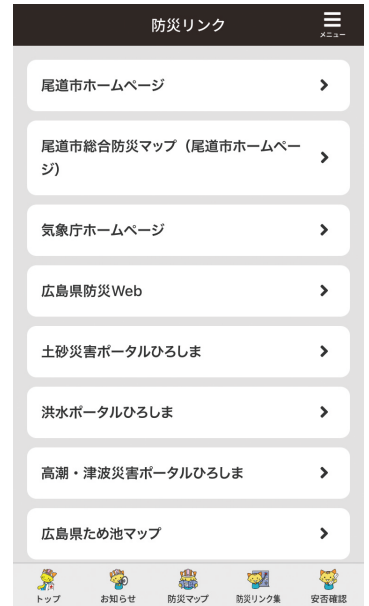 防災リンク
メニュー
尾道市ホームページ
尾道市総合防災マップ（尾道市ホームペー
ジ）
気象庁ホームページ
広島県防災Web
土砂災害ポータルひろしま
洪水ポータルひろしま
高潮・津波災害ポータルひろしま
広島県ため池マップ
トップ
お知らせ
防災マップ
防災リンク集
安否確認